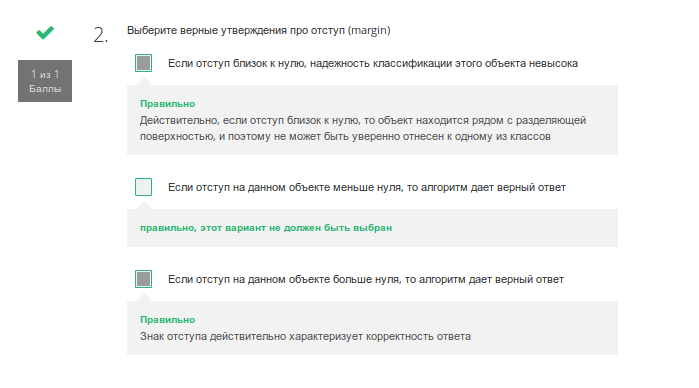 2. Выберите верные утверждения про отступ (margin)
1 из 1
Баллы
Если отступ близок к нулю, надежность классификации этого объекта невысока
Правильно
Действительно, если отступ близок к нулю, то объект находится рядом с разделяющей
поверхностью, и поэтому не может быть уверенно отнесен к одному из классов
Если отступ на данном объекте меньше нуля, то алгоритм дает верный ответ
правильно, этот вариант не должен быть выбран
Если отступ на данном объекте больше нуля, то алгоритм дает верный ответ
Правильно
Знак отступа действительно характеризует корректность ответа